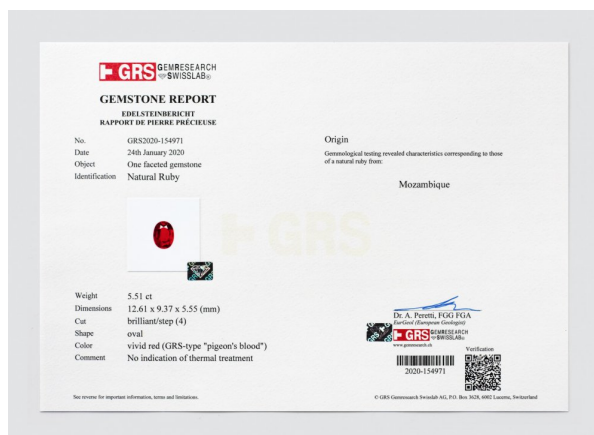 GRS GEMRESEARCH
SWISSLAB®
GEMSTONE REPORT
EDELSTEINBERICHT
RAPPORT DE PIERRE PRÉCIEUSE
No. GRS2020-154971
Date 24th January 2020
Object One faceted gemstone
Identification Natural Ruby
Weight 5.51 ct
Dimensions 12.61 x 9.37 x 5.55 (mm)
Cut brilliant/step (4)
Shape oval
Color vivid red (GRS-type "pigeon's blood")
Comment No indication of thermal treatment
See reverse for important information, terms and limitations.
Origin
Gemmological testing revealed characteristics corresponding to those
of a natural ruby from:
Mozambique
GRS
Dr. A. Peretti, FGG FGA
EurGeol (European Geologist)
GRS GEMRESEARCH
SWISSLAB®
www.gemresearch.ch
Verification
2020-154971
© GRS Gemresearch Swisslab AG, P.O. Box 3628, 6002 Lucerne, Switzerland